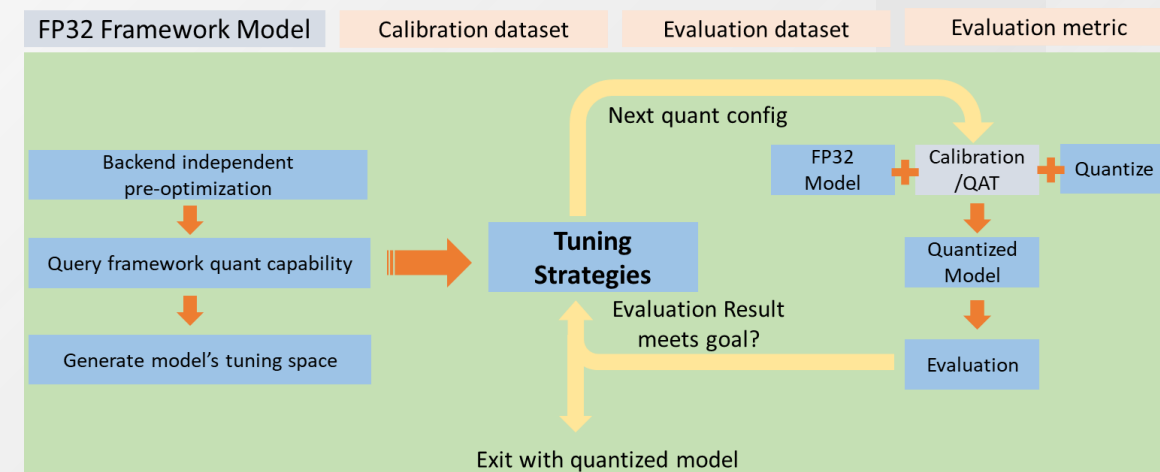 FP32 Framework Model
Calibration dataset
Evaluation dataset
Evaluation metric
Next quant config
Backend independent
pre-optimization
Query framework quant capability
Generate model's tuning space
Tuning
Strategies
FP32
Model
Calibration
/QAT
Quantize
Quantized
Model
Evaluation Result
meets goal?
Evaluation
Exit with quantized model